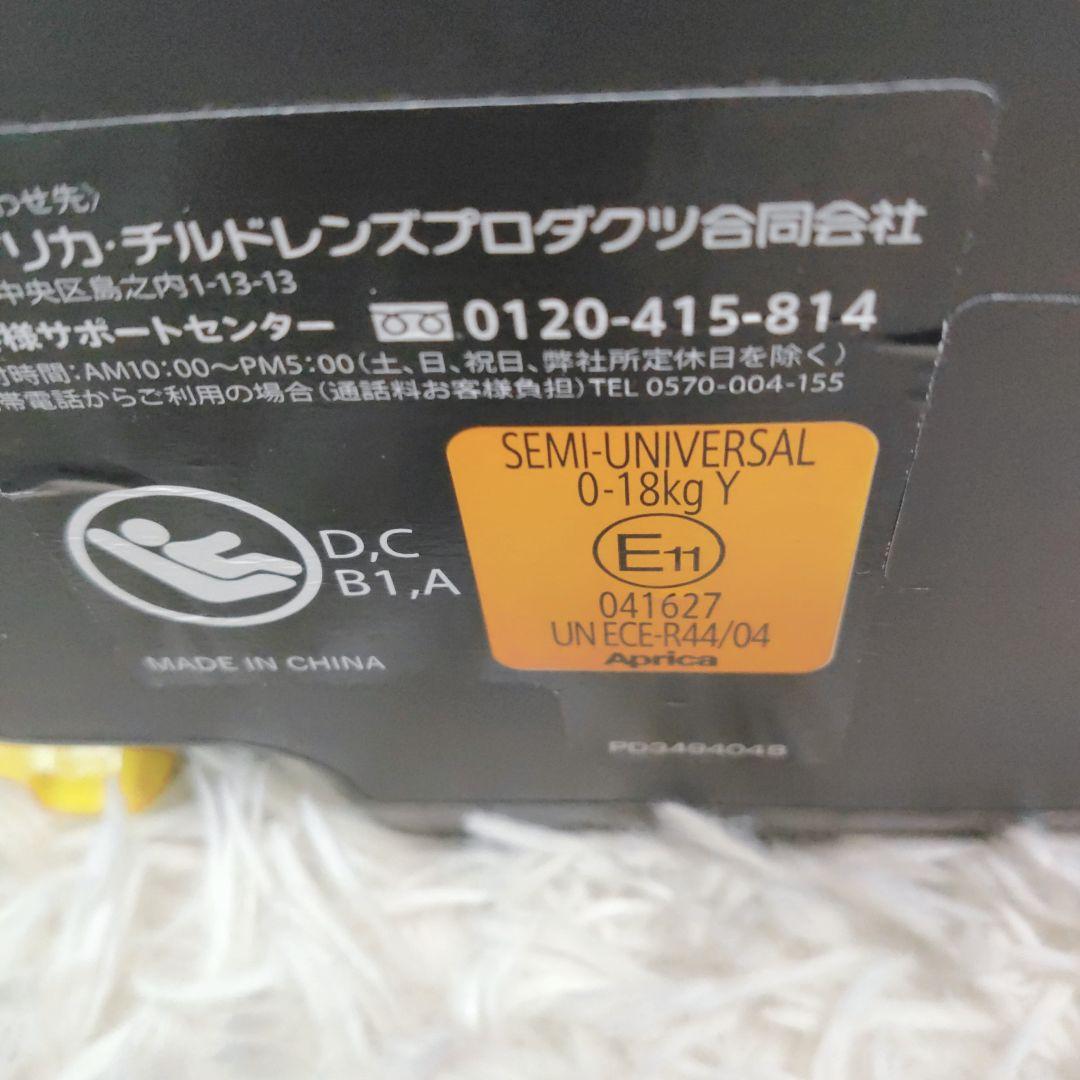 わせ先〉
リカ・チルドレンズプロダクツ合同会社
中央区島之内1-13-13
様サポートセンター 0120-415-814
時間:AM10:00～PM5:00(土、日、祝日、弊社所定休日を除く)
帯電話からご利用の場合(通話料お客様負担)TEL 0570-004-155
SEMI-UNIVERSAL
0-18kg Y
E11
041627
UN ECE-R44/04
Aprica
D,C
B1,A
MADE IN CHINA
PD349404B